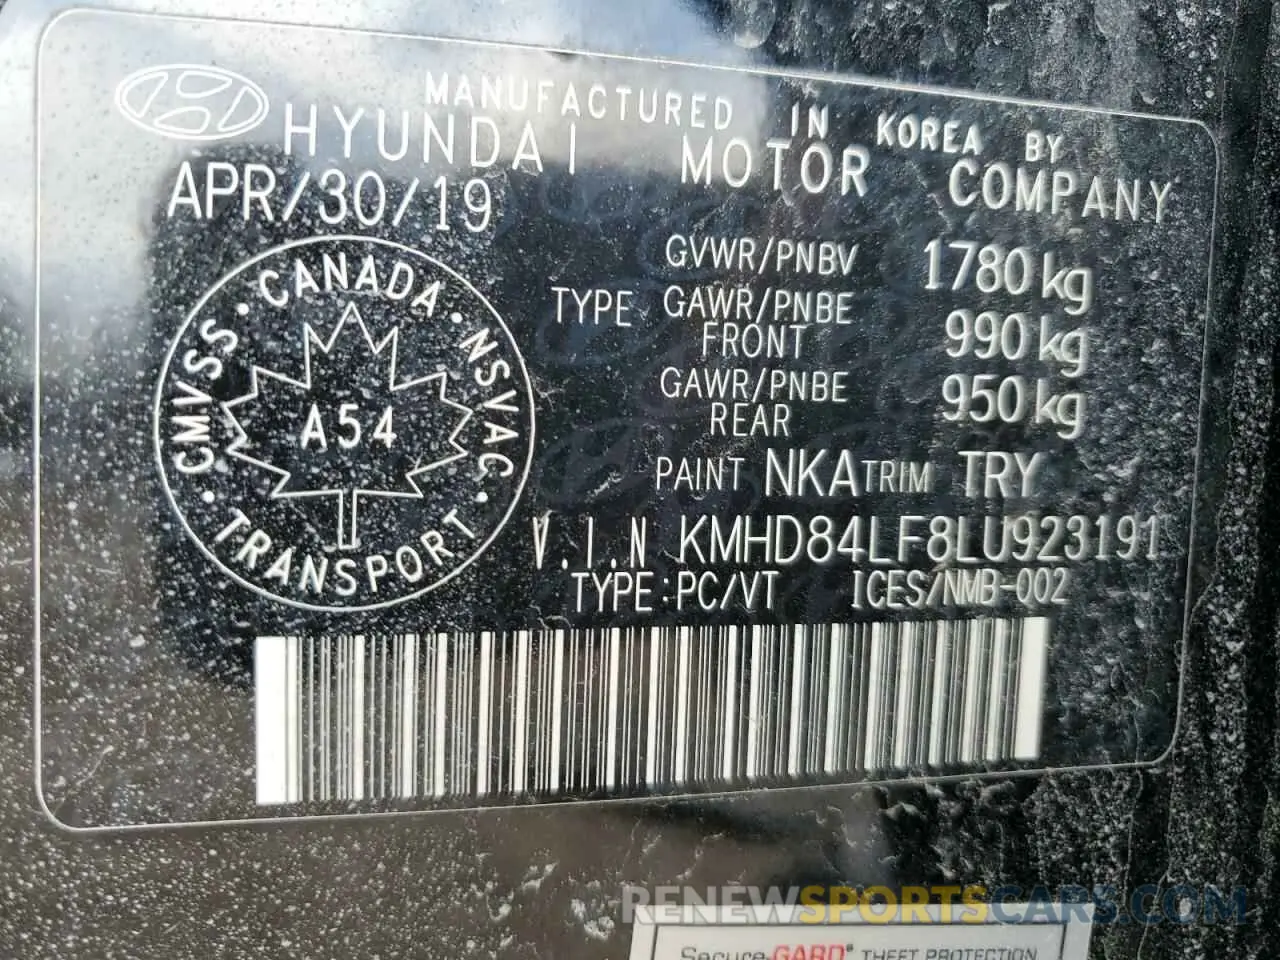 MANUFACTURED IN KOREA BY
HYUNDAI MOTOR COMPANY
APR/30/19
GVWR/PNBV 1780 kg
TYPE GAWR/PNBE FRONT 990 kg
GAWR/PNBE REAR 950 kg
PAINT NKA TRIM TRY
V.I.N KMHD84LF8LU923191
TYPE:PC/VT ICES/NMB-002
CMVSS • CANADA • NSVAC • TRANSPORT •
A54
RENEWSPORTSCARS.COM
Secure-GARD® THEFT PROTECTION